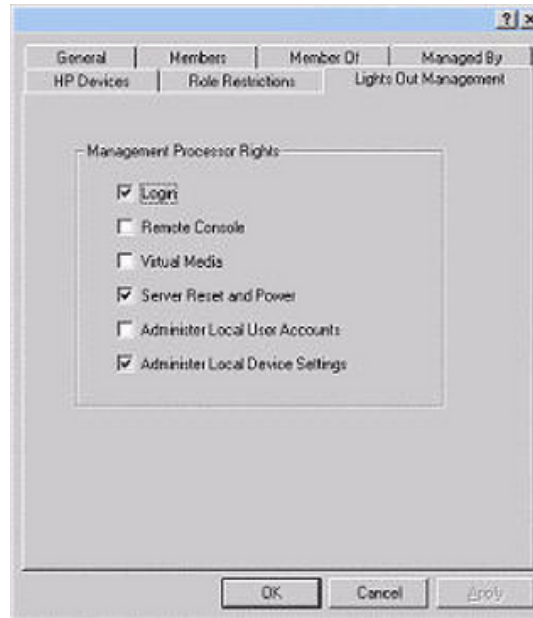 General Members Member Of Managed By
HP Devices Role Restrictions Lights Out Management
Management Processor Rights
Login
Remote Console
Virtual Media
Server Reset and Power
Administer Local User Accounts
Administer Local Device Settings
OK Cancel Apply